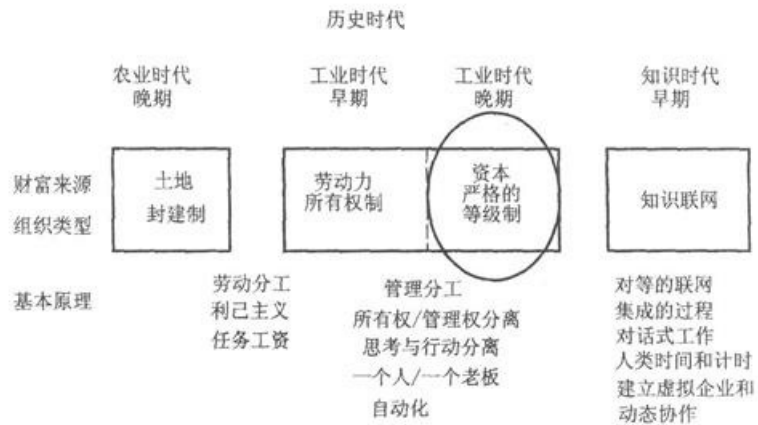 历史时代
农业时代 工业时代 工业时代 知识时代
晚期 早期 晚期 早期
财富来源 土地 劳动力 资本 知识联网
组织类型 封建制 所有权制 严格的等级制
基本原理
劳动分工
利己主义
任务工资
管理分工
所有权/管理权分离
思考与行动分离
一个人/一个老板
自动化
对等的联网
集成的过程
对话式工作
人类时间和计时
建立虚拟企业和
动态协作